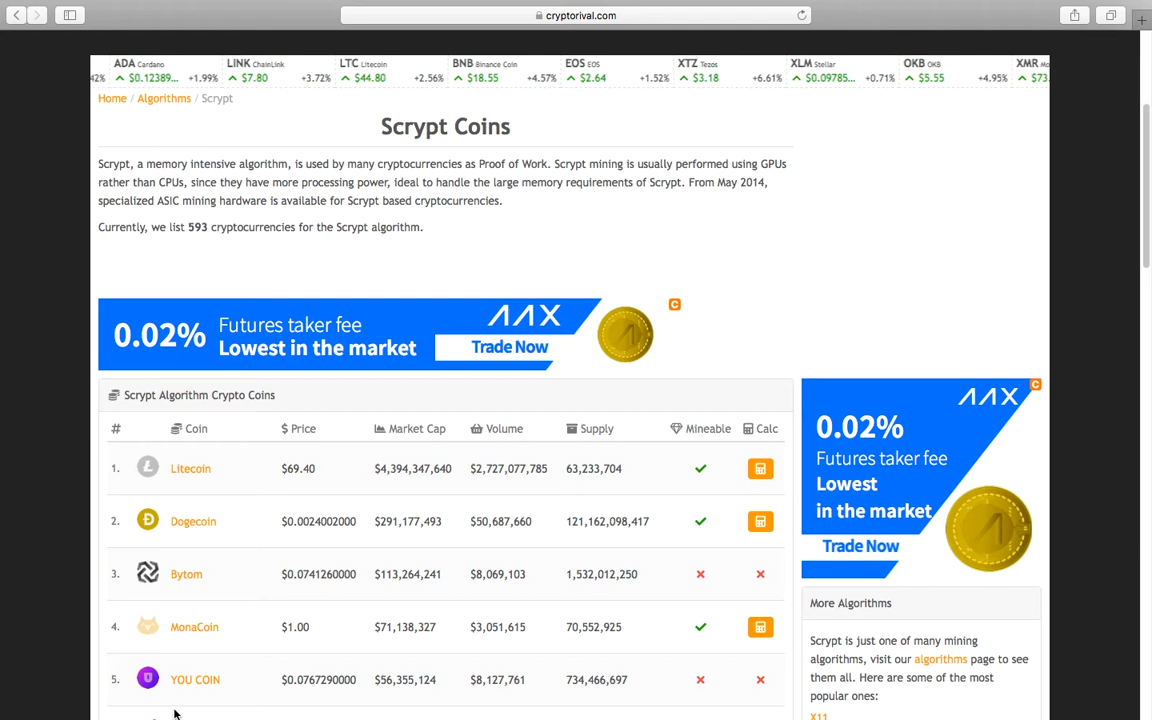 cryptorival.com
ADA Cardano LINK ChainLink LTC Litecoin BNB Binance Coin EOS EOS XTZ Tezos XLM Stellar OKB OKB XMR
42% $0.12389... +1.99% $7.80 +3.72% $44.80 +2.56% $18.55 +4.57% $2.64 +1.52% $3.18 +6.61% $0.09785... +0.71% $5.55 +4.95% $73
Home / Algorithms / Scrypt
Scrypt Coins
Scrypt, a memory intensive algorithm, is used by many cryptocurrencies as Proof of Work. Scrypt mining is usually performed using GPUs
rather than CPUs, since they have more processing power, ideal to handle the large memory requirements of Scrypt. From May 2014,
specialized ASIC mining hardware is available for Scrypt based cryptocurrencies.
Currently, we list 593 cryptocurrencies for the Scrypt algorithm.
0.02% Futures taker fee
Lowest in the market
AAX
Trade Now
C
Scrypt Algorithm Crypto Coins
# Coin $ Price Market Cap Volume Supply Mineable Calc
1. Litecoin $69.40 $4,394,347,640 $2,727,077,785 63,233,704
2. Dogecoin $0.0024002000 $291,177,493 $50,687,660 121,162,098,417
3. Bytom $0.0741260000 $113,264,241 $8,069,103 1,532,012,250
4. MonaCoin $1.00 $71,138,327 $3,051,615 70,552,925
5. YOU COIN $0.0767290000 $56,355,124 $8,127,761 734,466,697
C
AAX
0.02%
Futures taker fee
Lowest
in the market
Trade Now
More Algorithms
Scrypt is just one of many mining
algorithms, visit our algorithms page to see
them all. Here are some of the most
popular ones:
X11